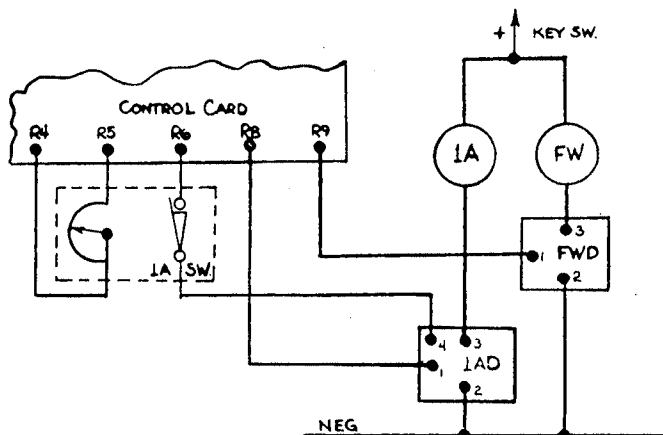 + KEY SW.
CONTROL CARD
R4 R5 R6 R8 R9
1A FW
3
1 FWD
2
1A SW.
4 3
1 1AD
2
NEG